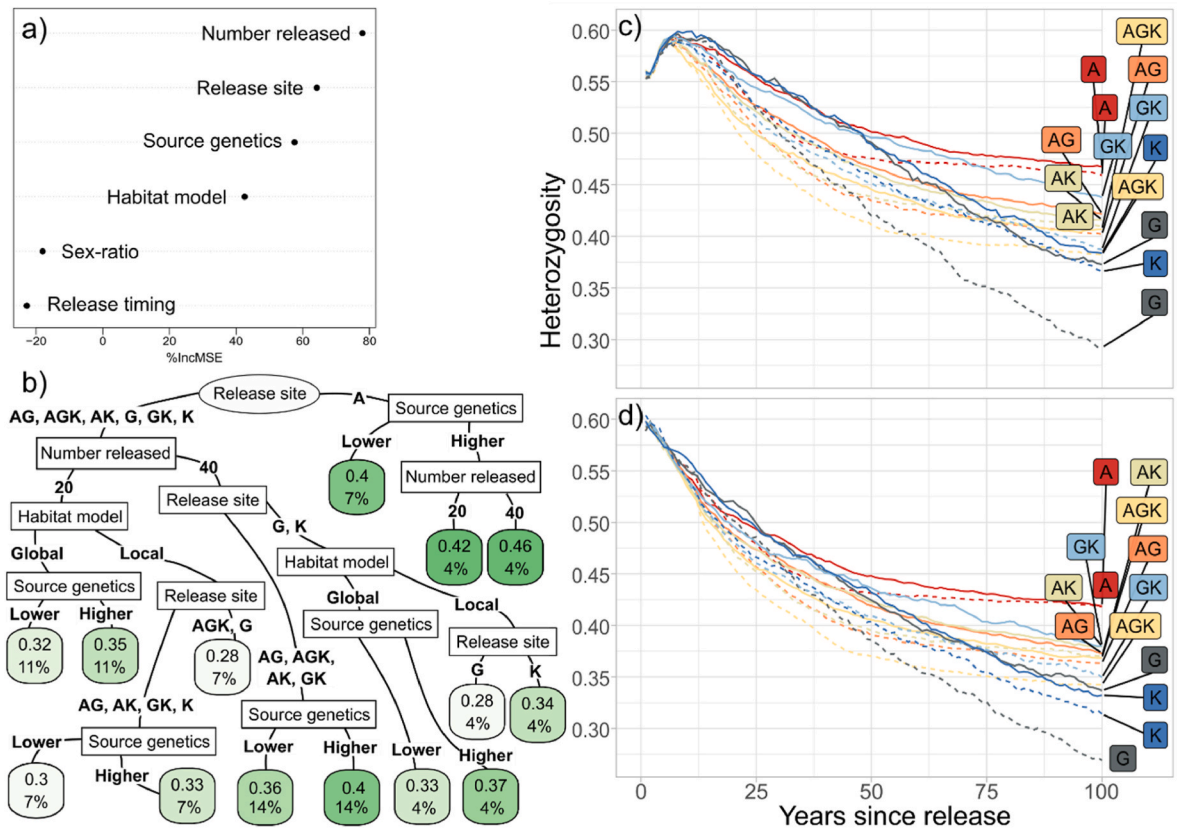 a)
Number released
Release site
Source genetics
Habitat model
Sex-ratio
Release timing
−20 0 20 40 60 80
%IncMSE
b)
Release site
AG, AGK, AK, G, GK, K
A
Source genetics
Number released
Lower
Higher
40
0.4
7%
Number released
20
Release site
20 40
Habitat model
G, K
0.42
4%
0.46
4%
Global
Local
Habitat model
Source genetics
Release site
Global
Local
Lower
Higher
AGK, G
Source genetics
Release site
0.32
11%
0.35
11%
0.28
7%
AG, AGK,
AK, GK
G
K
0.28
4%
0.34
4%
AG, AK, GK, K
Source genetics
Source genetics
Lower
Higher
Lower
Higher
Lower
Higher
0.3
7%
0.33
7%
0.36
14%
0.4
14%
0.33
4%
0.37
4%
c)
0.60
0.55
0.50
0.45
0.40
0.35
0.30
Heterozygosity
AGK
A
AG
A
GK
AG
GK
K
AK
AGK
AK
G
K
G
d)
0.60
0.55
0.50
0.45
0.40
0.35
0.30
A
AK
AGK
GK
AG
AK
A
GK
AG
AGK
G
K
K
G
0 25 50 75 100
Years since release